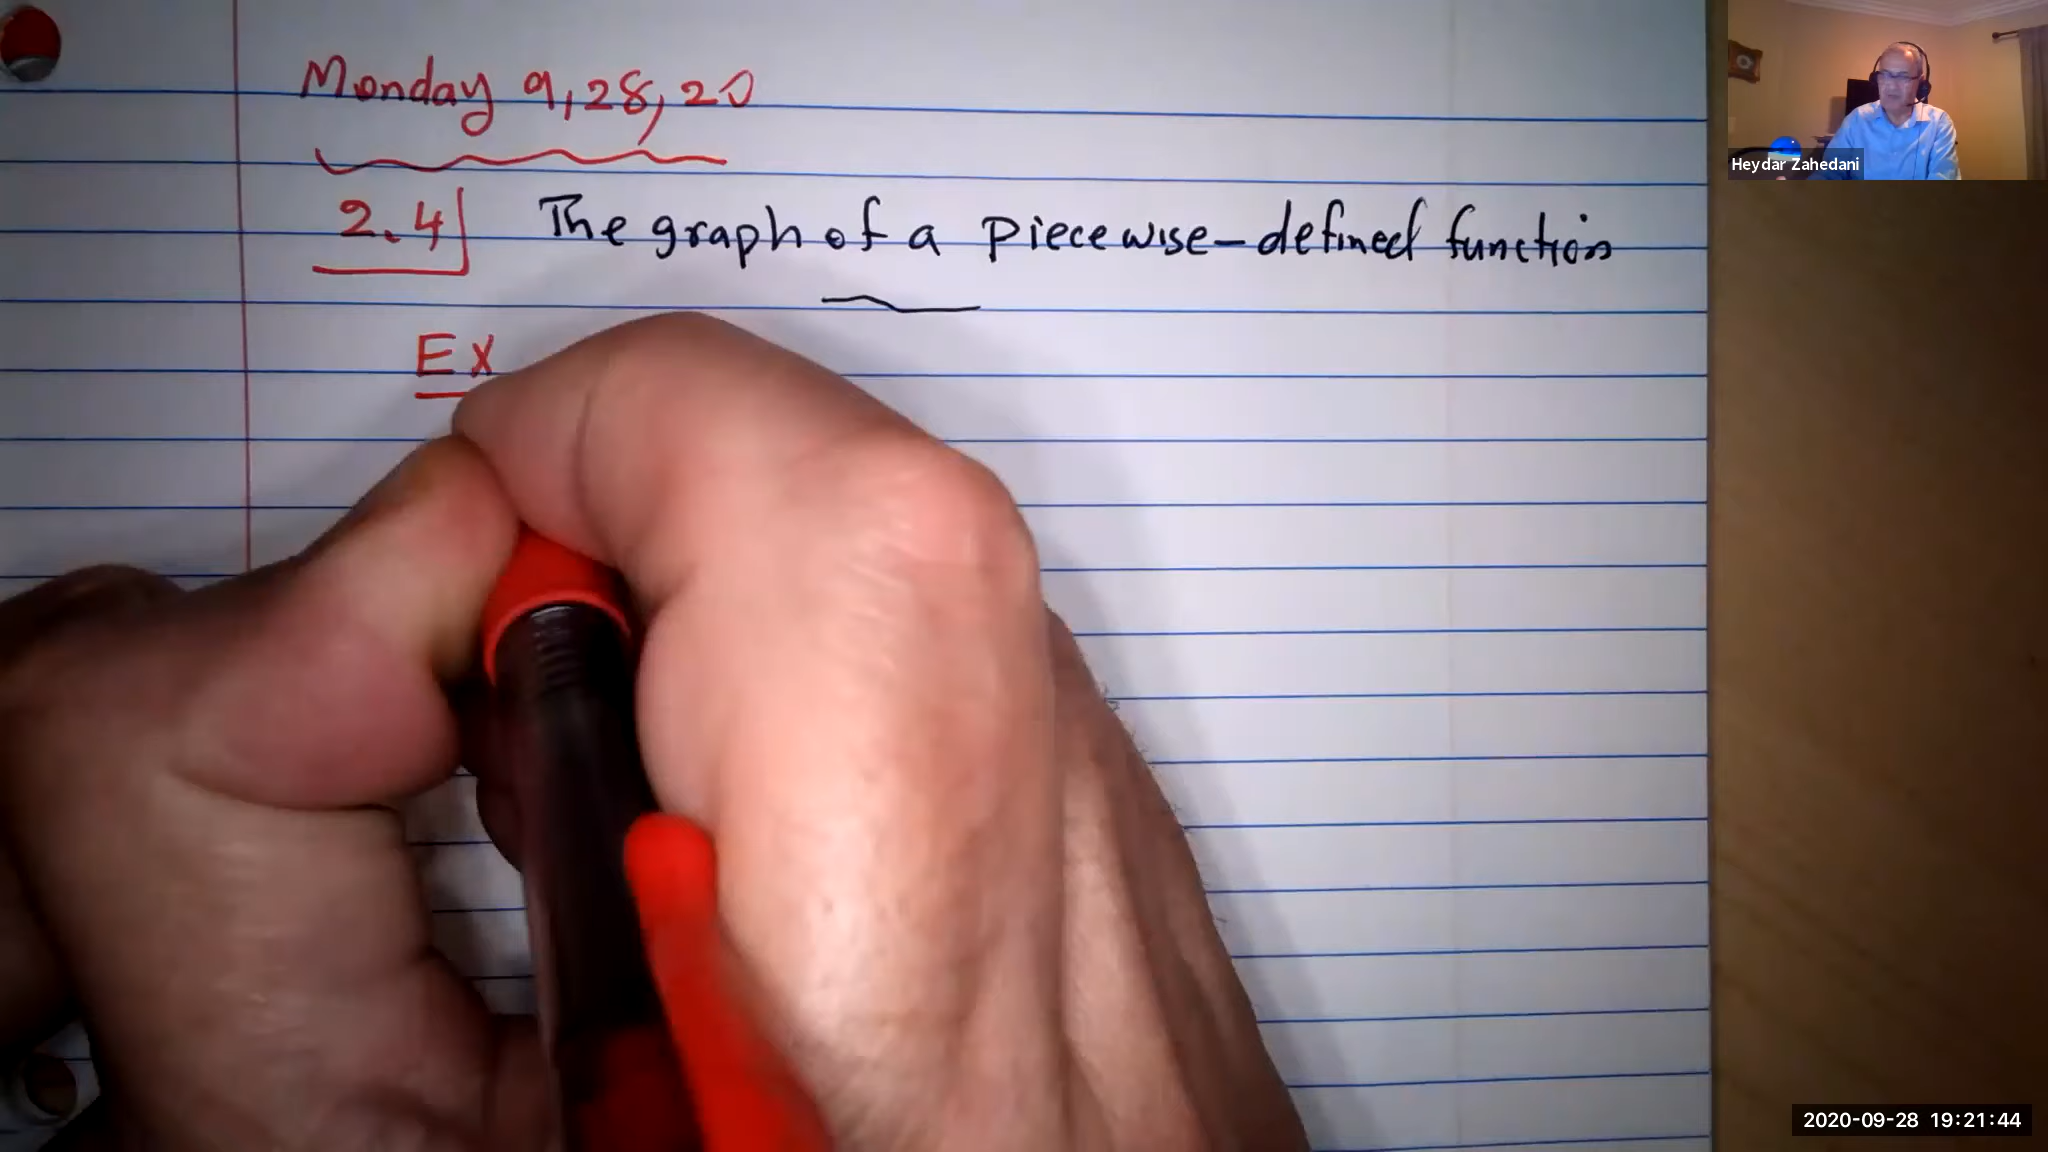 Monday 9,28,20
2.4 The graph of a piecewise-defined function
Ex
Heydar Zahedani
2020-09-28 19:21:44